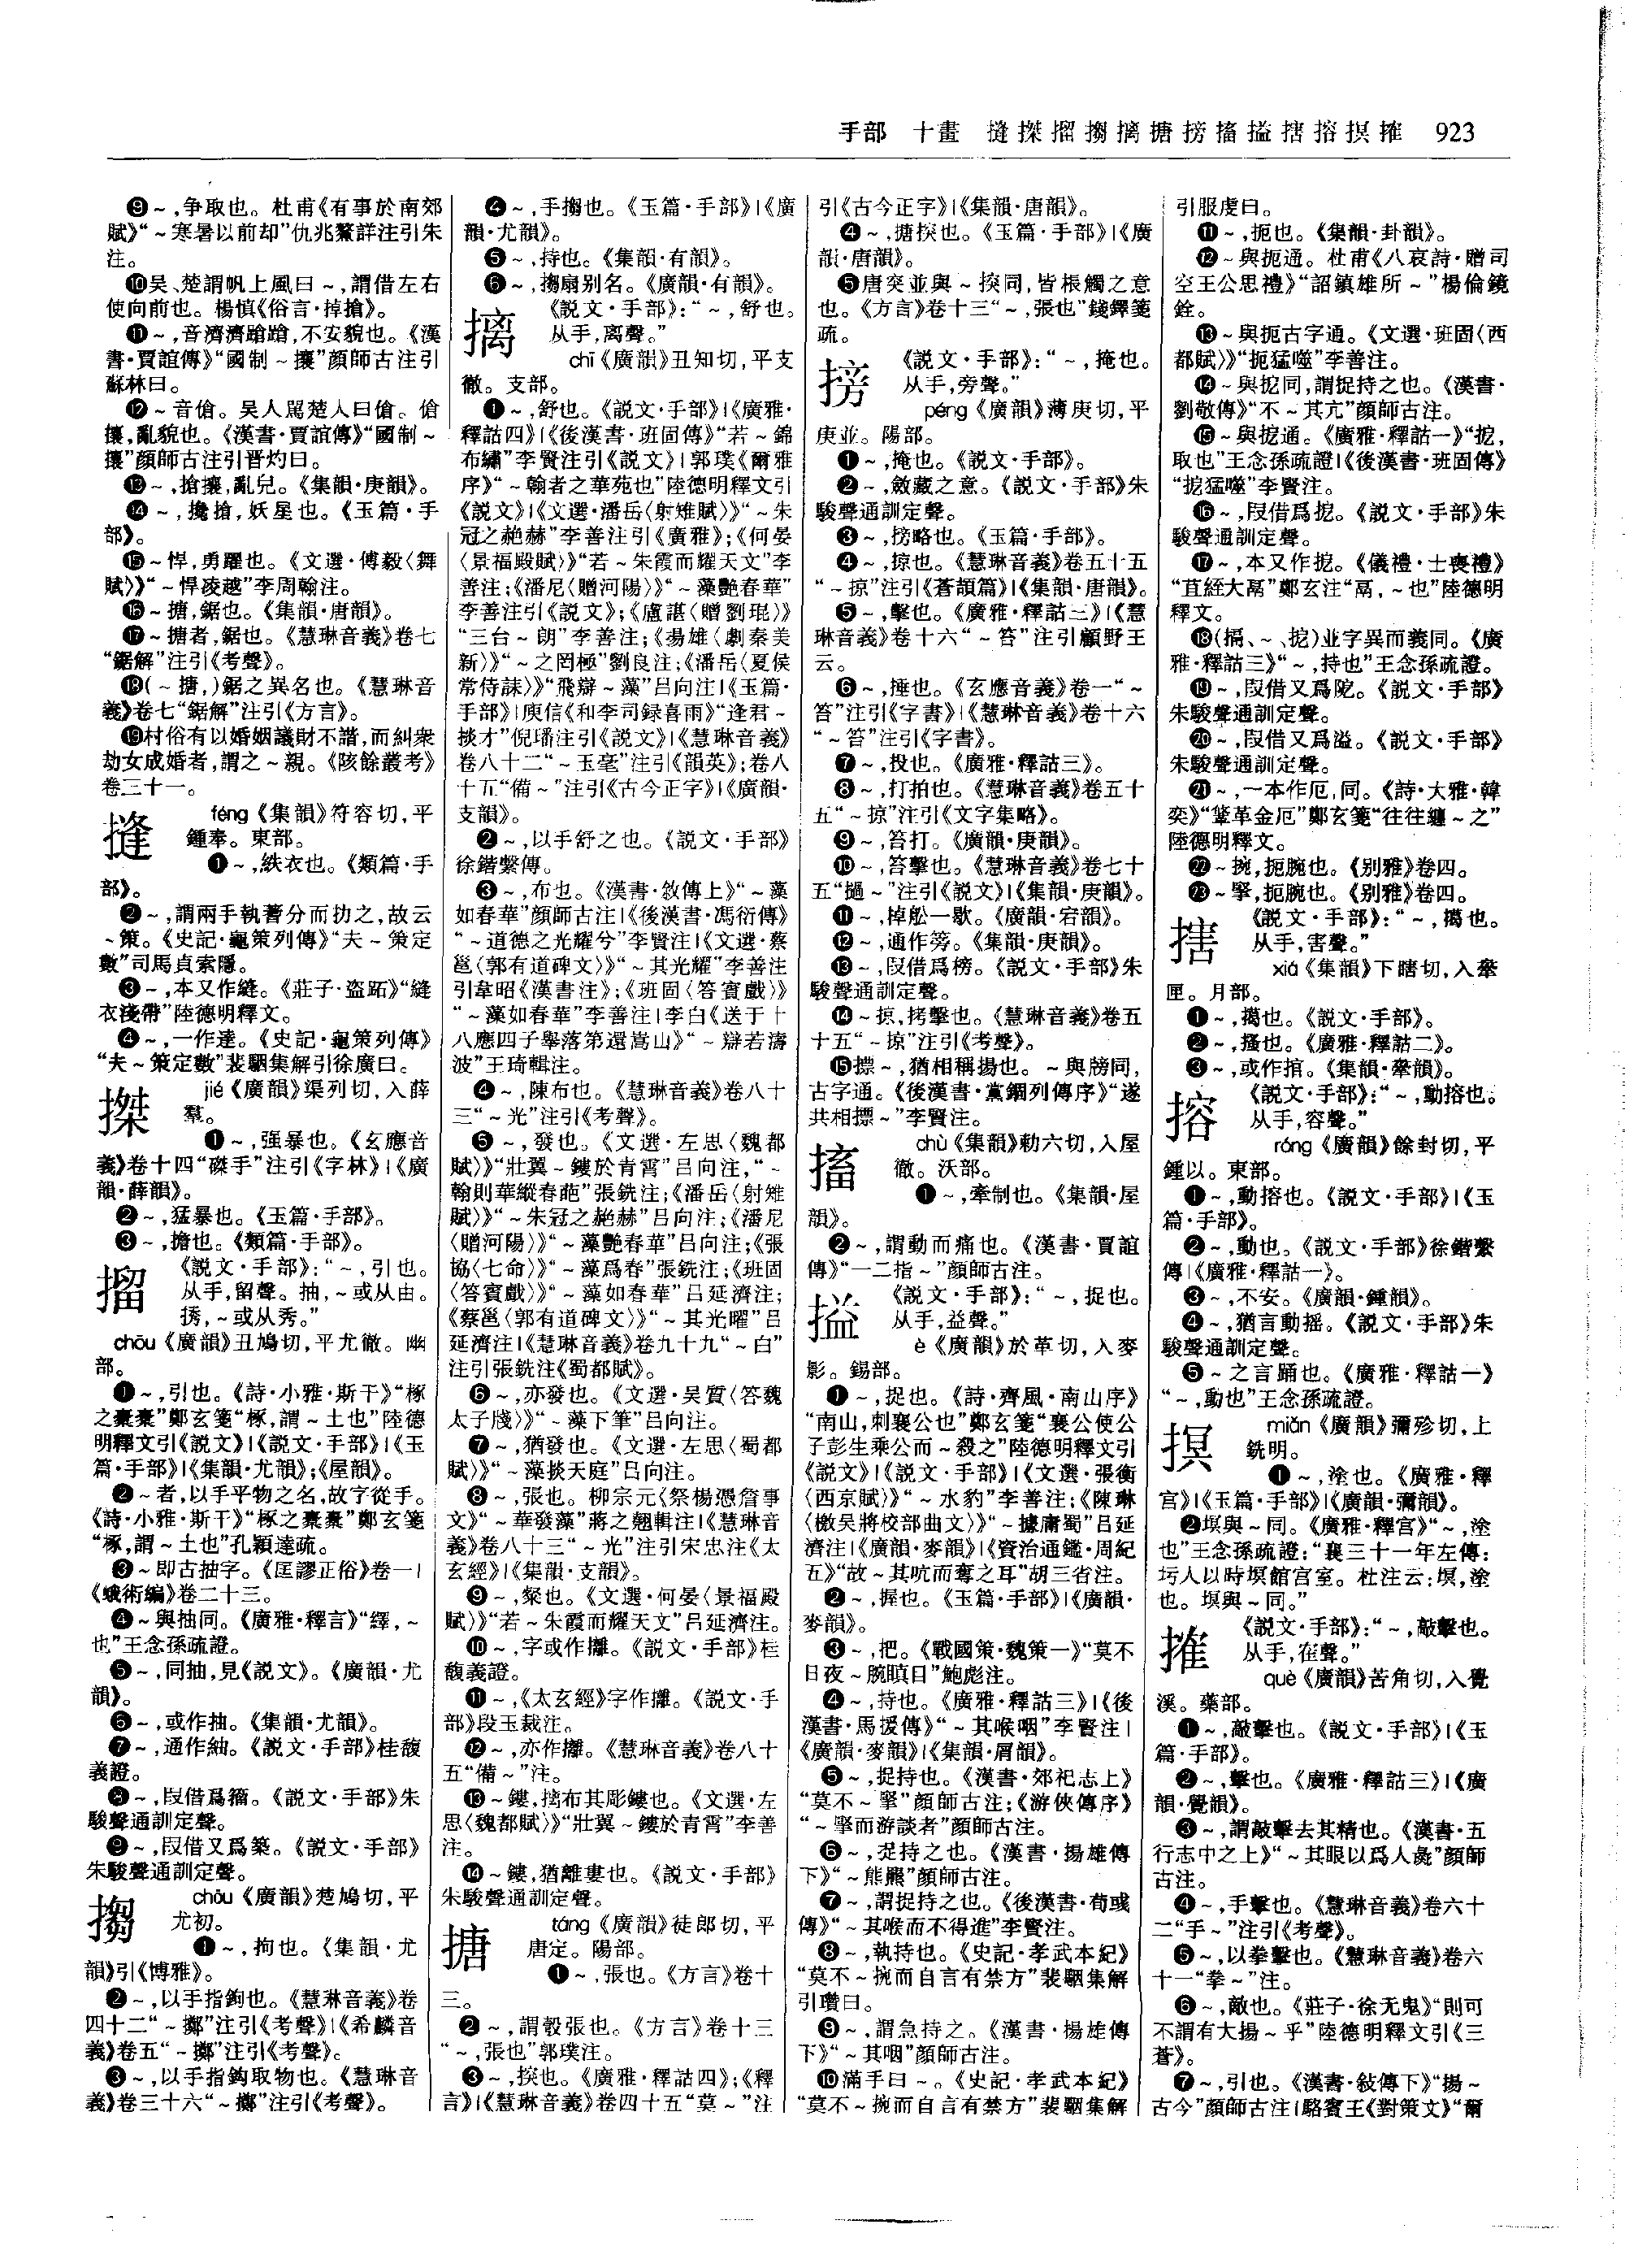 手部　十畫　摓搩摺搊摛搪搒搐搤搳搈搷搉　923
❾～,争取也。杜甫《有事於南郊
賦》“～寒暑以前却”仇兆鰲詳注引朱
注。
❿吴、楚謂帆上風曰～,謂借左右
使向前也。楊慎《俗言·掉搶》。
⓫～,音濟濟蹌蹌,不安貌也。《漢
書·賈誼傳》“國制～攘”顔師古注引
蘇林曰。
⓬～音傖。吴人駡楚人曰傖。傖
攘,亂貌也。《漢書·賈誼傳》“國制～
攘”顔師古注引晋灼曰。
⓭～,搶攘,亂皃。《集韻·庚韻》。
⓮～,攙搶,妖星也。《玉篇·手
部》。
⓯～悍,勇躍也。《文選·傅毅〈舞
賦〉》“～悍凌越”李周翰注。
⓰～搪,鋸也。《集韻·唐韻》。
⓱～搪者,鋸也。《慧琳音義》卷七
“鋸解”注引《考聲》。
⓲(～搪,)鋸之異名也。《慧琳音
義》卷七“鋸解”注引《方言》。
⓳村俗有以婚姻議財不諧,而糾衆
劫女成婚者,謂之～親。《陔餘叢考》
卷三十一。
摓
féng《集韻》符容切,平
鍾奉。東部。
❶～,紩衣也。《類篇·手
部》。
❷～,謂兩手執蓍分而扐之,故云
～策。《史記·龜策列傳》“夫～策定
數”司馬貞索隱。
❸～,本又作縫。《莊子·盗跖》“縫
衣淺帶”陸德明釋文。
❹～,一作逢。《史記·龜策列傳》
“夫～策定數”裴駰集解引徐廣曰。
搩
jié《廣韻》渠列切,入薛
羣。
❶～,强暴也。《玄應音
義》卷十四“磔手”注引《字林》|《廣
韻·薛韻》。
❷～,猛暴也。《玉篇·手部》。
❸～,擔也。《類篇·手部》。
摺
《説文·手部》：“～,引也。
从手,留聲。抽,～或从由。
㧬,～或从秀。”
chōu《廣韻》丑鳩切,平尤徹。幽
部。
❶～,引也。《詩·小雅·斯干》“椓
之橐橐”鄭玄箋“椓,謂～土也”陸德
明釋文引《説文》|《説文·手部》|《玉
篇·手部》|《集韻·尤韻》;《屋韻》。
❷～者,以手平物之名,故字從手。
《詩·小雅·斯干》“椓之橐橐”鄭玄箋
“椓,謂～土也”孔穎達疏。
❸～即古抽字。《匡謬正俗》卷一|
《蛾術編》卷二十三。
❹～與抽同。《廣雅·釋言》“繹,～
也”王念孫疏證。
❺～,同抽,見《説文》。《廣韻·尤
韻》。
❻～,或作抽。《集韻·尤韻》。
❼～,通作紬。《説文·手部》桂馥
義證。
❽～,叚借爲籀。《説文·手部》朱
駿聲通訓定聲。
❾～,叚借又爲築。《説文·手部》
朱駿聲通訓定聲。
搊
chōu《廣韻》楚鳩切,平
尤初。
❶～,拘也。《集韻·尤
韻》引《博雅》。
❷～,以手指鉤也。《慧琳音義》卷
四十二“～擲”注引《考聲》|《希麟音
義》卷五“～擲”注引《考聲》。
❸～,以手指鉤取物也。《慧琳音
義》卷三十六“～擲”注引《考聲》。
❹～,手搊也。《玉篇·手部》|《廣
韻·尤韻》。
❺～,持也。《集韻·有韻》。
❻～,搊扇别名。《廣韻·有韻》。
摛
《説文·手部》：“～,舒也。
从手,离聲。”
chī《廣韻》丑知切,平支
徹。支部。
❶～,舒也。《説文·手部》|《廣雅·
釋詁四》|《後漢書·班固傳》“若～錦
布繡”李賢注引《説文》|郭璞《爾雅
序》“～翰者之華苑也”陸德明釋文引
《説文》|《文選·潘岳〈射雉賦〉》“～朱
冠之赩赫”李善注引《廣雅》;《何晏
〈景福殿賦〉》“若～朱霞而耀天文”李
善注;《潘尼〈贈河陽〉》“～藻艷春華”
李善注引《説文》;《盧諶〈贈劉琨〉》
“三台～朗”李善注;《揚雄〈劇秦美
新〉》“～之罔極”劉良注;《潘岳〈夏侯
常侍誄〉》“飛辯～藻”吕向注|《玉篇·
手部》|庾信《和李司録喜雨》“逢君～
掞才”倪璠注引《説文》|《慧琳音義》
卷八十二“～玉毫”注引《韻英》;卷八
十五“備～”注引《古今正字》|《廣韻·
支韻》。
❷～,以手舒之也。《説文·手部》
徐鍇繫傳。
❸～,布也。《漢書·敘傳上》“～藻
如春華”顔師古注|《後漢書·馮衍傳》
“～道德之光耀兮”李賢注|《文選·蔡
邕〈郭有道碑文〉》“～其光耀”李善注
引韋昭《漢書注》;《班固〈答賓戲〉》
“～藻如春華”李善注|李白《送于十
八應四子舉落第還嵩山》“～辯若濤
波”王琦輯注。
❹～,陳布也。《慧琳音義》卷八十
三“～光”注引《考聲》。
❺～,發也。《文選·左思〈魏都
賦〉》“壯翼～鏤於青霄”吕向注,“～
翰則華縱春葩”張銑注;《潘岳〈射雉
賦〉》“～朱冠之赩赫”吕向注;《潘尼
〈贈河陽〉》“～藻艷春華”吕向注;《張
協〈七命〉》“～藻爲春”張銑注;《班固
〈答賓戲〉》“～藻如春華”吕延濟注;
《蔡邕〈郭有道碑文〉》“～其光曜”吕
延濟注|《慧琳音義》卷九十九“～白”
注引張銑注《蜀都賦》。
❻～,亦發也。《文選·吴質〈答魏
太子牋〉》“～藻下筆”吕向注。
❼～,猶發也。《文選·左思〈蜀都
賦〉》“～藻掞天庭”吕向注。
❽～,張也。柳宗元《祭楊憑詹事
文》“～華發藻”蔣之翹輯注|《慧琳音
義》卷八十三“～光”注引宋忠注《太
玄經》|《集韻·支韻》。
❾～,粲也。《文選·何晏〈景福殿
賦〉》“若～朱霞而耀天文”吕延濟注。
❿～,字或作攡。《説文·手部》桂
馥義證。
⓫～,《太玄經》字作攡。《説文·手
部》段玉裁注。
⓬～,亦作攡。《慧琳音義》卷八十
五“備～”注。
⓭～鏤,摛布其彫鏤也。《文選·左
思〈魏都賦〉》“壯翼～鏤於青霄”李善
注。
⓮～鏤,猶離婁也。《説文·手部》
朱駿聲通訓定聲。
搪
táng《廣韻》徒郎切,平
唐定。陽部。
❶～,張也。《方言》卷十
三。
❷～,謂彀張也。《方言》卷十三
“～,張也”郭璞注。
❸～,揬也。《廣雅·釋詁四》;《釋
言》|《慧琳音義》卷四十五“莫～”注
引《古今正字》|《集韻·唐韻》。
❹～,搪揬也。《玉篇·手部》|《廣
韻·唐韻》。
❺唐突並與～揬同,皆棖觸之意
也。《方言》卷十三“～,張也”錢繹箋
疏。
搒
《説文·手部》：“～,掩也。
从手,旁聲。”
péng《廣韻》薄庚切,平
庚並。陽部。
❶～,掩也。《説文·手部》。
❷～,斂藏之意。《説文·手部》朱
駿聲通訓定聲。
❸～,搒略也。《玉篇·手部》。
❹～,掠也。《慧琳音義》卷五十五
“～掠”注引《蒼頡篇》|《集韻·唐韻》。
❺～,擊也。《廣雅·釋詁三》|《慧
琳音義》卷十六“～笞”注引顧野王
云。
❻～,捶也。《玄應音義》卷一“～
笞”注引《字書》|《慧琳音義》卷十六
“～笞”注引《字書》。
❼～,投也。《廣雅·釋詁三》。
❽～,打拍也。《慧琳音義》卷五十
五“～掠”注引《文字集略》。
❾～,笞打。《廣韻·庚韻》。
❿～,笞擊也。《慧琳音義》卷七十
五“撾～”注引《説文》|《集韻·庚韻》。
⓫～,掉舩一歇。《廣韻·宕韻》。
⓬～,通作篣。《集韻·庚韻》。
⓭～,叚借爲榜。《説文·手部》朱
駿聲通訓定聲。
⓮～掠,拷擊也。《慧琳音義》卷五
十五“～掠”注引《考聲》。
⓯摽～,猶相稱揚也。～與牓同,
古字通。《後漢書·黨錮列傳序》“遂
共相摽～”李賢注。
搐
chù《集韻》勑六切,入屋
徹。沃部。
❶～,牽制也。《集韻·屋
韻》。
❷～,謂動而痛也。《漢書·賈誼
傳》“一二指～”顔師古注。
搤
《説文·手部》：“～,捉也。
从手,益聲。”
è《廣韻》於革切,入麥
影。錫部。
❶～,捉也。《詩·齊風·南山序》
“南山,刺襄公也”鄭玄箋“襄公使公
子彭生乘公而～殺之”陸德明釋文引
《説文》|《説文·手部》|《文選·張衡
〈西京賦〉》“～水豹”李善注;《陳琳
〈檄吴將校部曲文〉》“～據庸蜀”吕延
濟注|《廣韻·麥韻》|《資治通鑑·周紀
五》“故～其吭而奪之耳”胡三省注。
❷～,握也。《玉篇·手部》|《廣韻·
麥韻》。
❸～,把。《戰國策·魏策一》“莫不
日夜～腕瞋目”鮑彪注。
❹～,持也。《廣雅·釋詁三》|《後
漢書·馬援傳》“～其喉咽”李賢注|
《廣韻·麥韻》|《集韻·屑韻》。
❺～,捉持也。《漢書·郊祀志上》
“莫不～掔”顔師古注;《游俠傳序》
“～掔而游談者”顔師古注。
❻～,捉持之也。《漢書·揚雄傳
下》“～熊羆”顔師古注。
❼～,謂捉持之也。《後漢書·荀彧
傳》“～其喉而不得進”李賢注。
❽～,執持也。《史記·孝武本紀》
“莫不～捥而自言有禁方”裴駰集解
引瓚曰。
❾～,謂急持之。《漢書·揚雄傳
下》“～其咽”顔師古注。
❿滿手曰～。《史記·孝武本紀》
“莫不～捥而自言有禁方”裴駰集解
引服虔曰。
⓫～,扼也。《集韻·卦韻》。
⓬～與扼通。杜甫《八哀詩·贈司
空王公思禮》“韶鎮雄所～”楊倫鏡
銓。
⓭～與扼古字通。《文選·班固〈西
都賦〉》“扼猛噬”李善注。
⓮～與挖同,謂捉持之也。《漢書·
劉敬傳》“不～其亢”顔師古注。
⓯～與挖通。《廣雅·釋詁一》“挖,
取也”王念孫疏證|《後漢書·班固傳》
“挖猛噬”李賢注。
⓰～,叚借爲挖。《説文·手部》朱
駿聲通訓定聲。
⓱～,本又作挖。《儀禮·士喪禮》
“苴絰大鬲”鄭玄注“鬲,～也”陸德明
釋文。
⓲(搹、～、挖)並字異而義同。《廣
雅·釋詁三》“～,持也”王念孫疏證。
⓳～,叚借又爲阸。《説文·手部》
朱駿聲通訓定聲。
⓴～,叚借又爲溢。《説文·手部》
朱駿聲通訓定聲。
㉑～,一本作厄,同。《詩·大雅·韓
奕》“鞗革金厄”鄭玄箋“往往纏～之”
陸德明釋文。
㉒～捥,扼腕也。《别雅》卷四。
㉓～掔,扼腕也。《别雅》卷四。
搳
《説文·手部》：“～,擖也。
从手,害聲。”
xiá《集韻》下瞎切,入舝
匣。月部。
❶～,擖也。《説文·手部》。
❷～,搔也。《廣雅·釋詁二》。
❸～,或作搰。《集韻·舝韻》。
搈
《説文·手部》：“～,動搈也。
从手,容聲。”
róng《廣韻》餘封切,平
鍾以。東部。
❶～,動搈也。《説文·手部》|《玉
篇·手部》。
❷～,動也。《説文·手部》徐鍇繫
傳|《廣雅·釋詁一》。
❸～,不安。《廣韻·鍾韻》。
❹～,猶言動摇。《説文·手部》朱
駿聲通訓定聲。
❺～之言踊也。《廣雅·釋詁一》
“～,動也”王念孫疏證。
搷
miǎn《廣韻》彌殄切,上
銑明。
❶～,塗也。《廣雅·釋
宫》|《玉篇·手部》|《廣韻·獮韻》。
❷塓與～同。《廣雅·釋宫》“～,塗
也”王念孫疏證：“襄三十一年左傳：
圬人以時塓館宫室。杜注云：塓,塗
也。塓與～同。”
搉
《説文·手部》：“～,敲擊也。
从手,隺聲。”
què《廣韻》苦角切,入覺
溪。藥部。
❶～,敲擊也。《説文·手部》|《玉
篇·手部》。
❷～,擊也。《廣雅·釋詁三》|《廣
韻·覺韻》。
❸～,謂敲擊去其精也。《漢書·五
行志中之上》“～其眼以爲人彘”顔師
古注。
❹～,手擊也。《慧琳音義》卷六十
二“手～”注引《考聲》。
❺～,以拳擊也。《慧琳音義》卷六
十一“拳～”注。
❻～,敵也。《莊子·徐无鬼》“則可
不謂有大揚～乎”陸德明釋文引《三
蒼》。
❼～,引也。《漢書·敍傳下》“揚～
古今”顔師古注|駱賓王《對策文》“爾